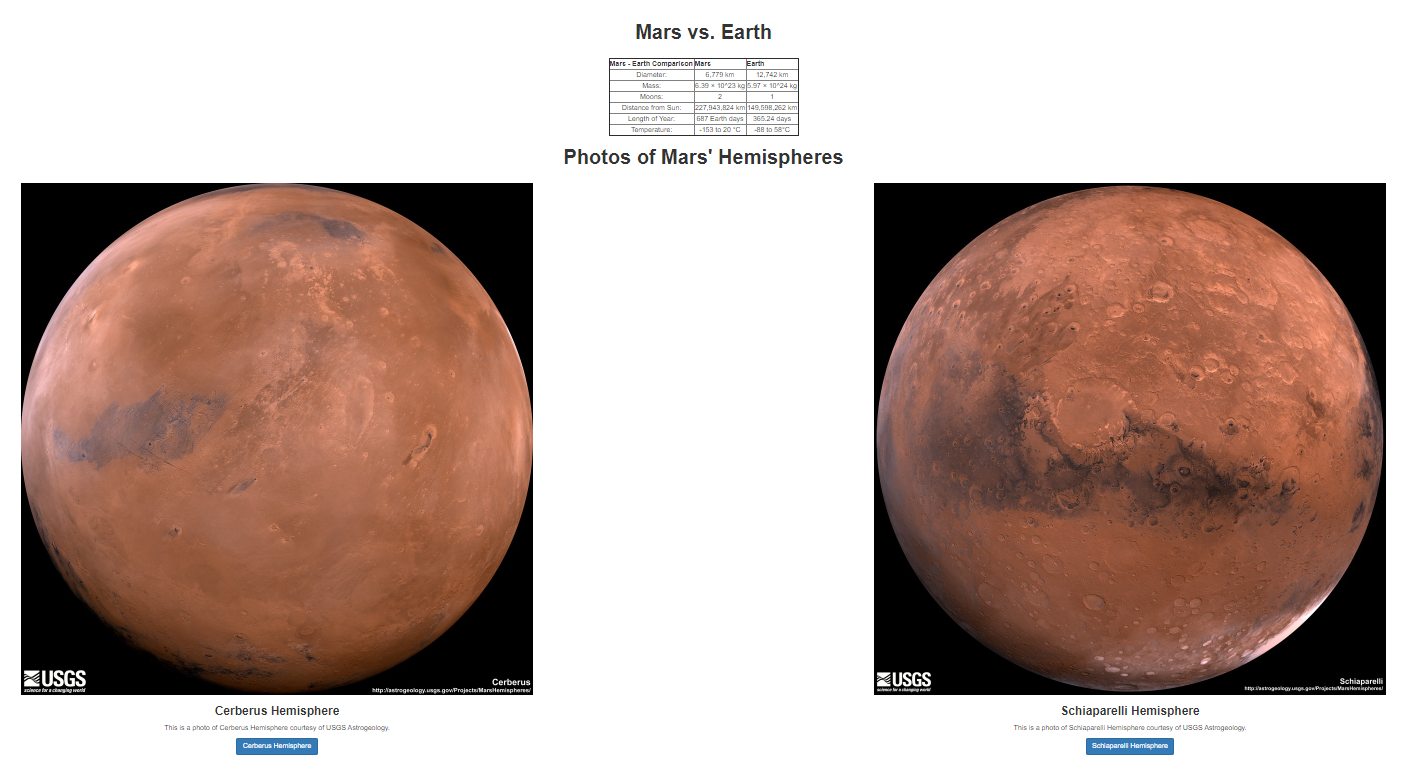 Mars vs. Earth
Mars - Earth Comparison Mars Earth
Diameter: 6,779 km 12,742 km
Mass: 6.39 × 10^23 kg 5.97 × 10^24 kg
Moons: 2 1
Distance from Sun: 227,943,824 km 149,598,262 km
Length of Year: 687 Earth days 365.24 days
Temperature: -153 to 20 °C -88 to 58°C
Photos of Mars' Hemispheres
USGS
science for a changing world
Cerberus
http://astrogeology.usgs.gov/Projects/MarsHemispheres/
USGS
science for a changing world
Schiaparelli
http://astrogeology.usgs.gov/Projects/MarsHemispheres/
Cerberus Hemisphere
This is a photo of Cerberus Hemisphere courtesy of USGS Astrogeology.
Cerberus Hemisphere
Schiaparelli Hemisphere
This is a photo of Schiaparelli Hemisphere courtesy of USGS Astrogeology.
Schiaparelli Hemisphere